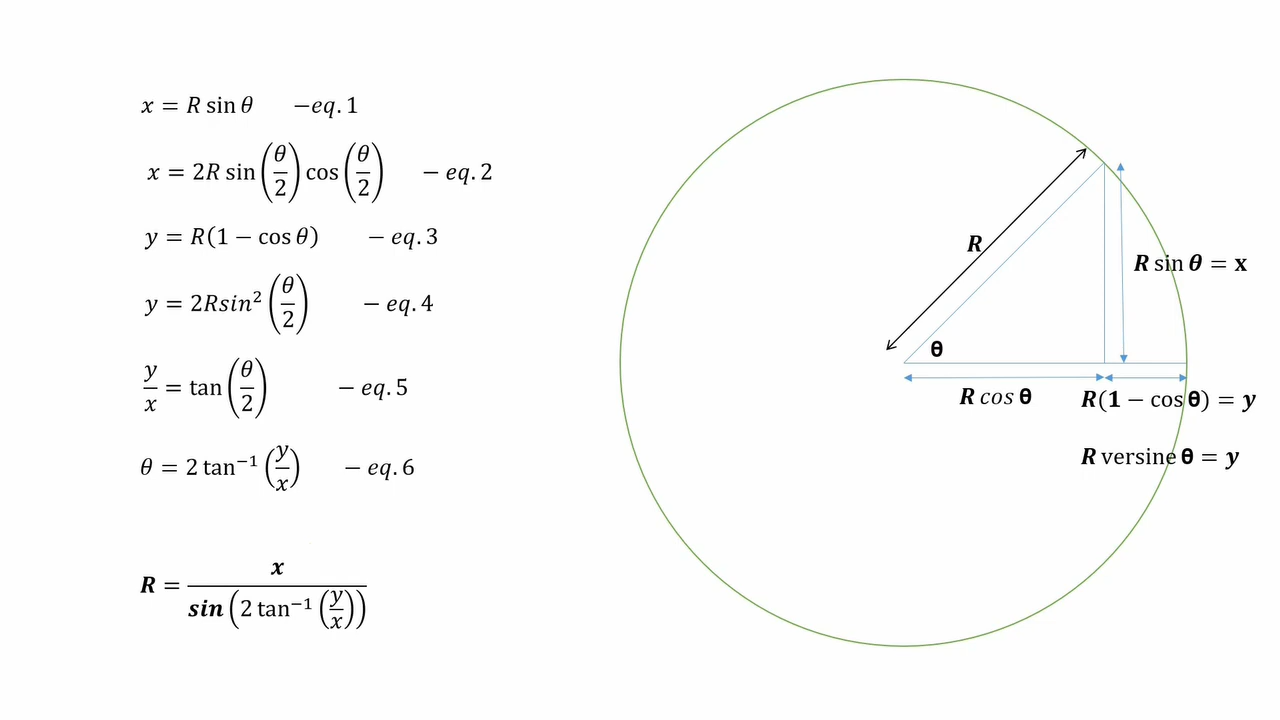 x = R sin θ −eq. 1
x = 2R sin(θ/2) cos(θ/2) − eq. 2
y = R(1 − cos θ) − eq. 3
y = 2Rsin²(θ/2) − eq. 4
y/x = tan(θ/2) − eq. 5
θ = 2 tan⁻¹(y/x) − eq. 6
R = x / sin(2 tan⁻¹(y/x))
R
R sin θ = x
θ
R cos θ
R(1 − cos θ) = y
R versine θ = y